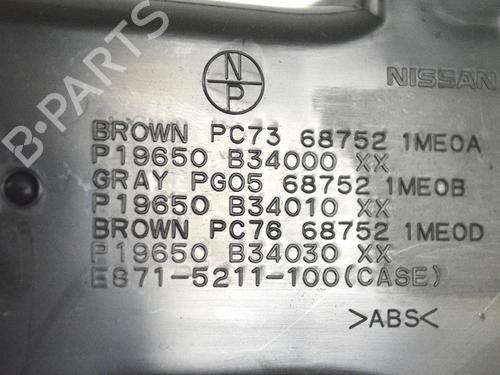 B-PARTS
N
P
NISSAN
BROWN PC73 68752 1ME0A
P19650 B34000 XX
GRAY PG05 68752 1ME0B
P19650 B34010 XX
BROWN PC76 68752 1ME0D
P19650 B34030 XX
E871-5211-100(CASE)
>ABS<